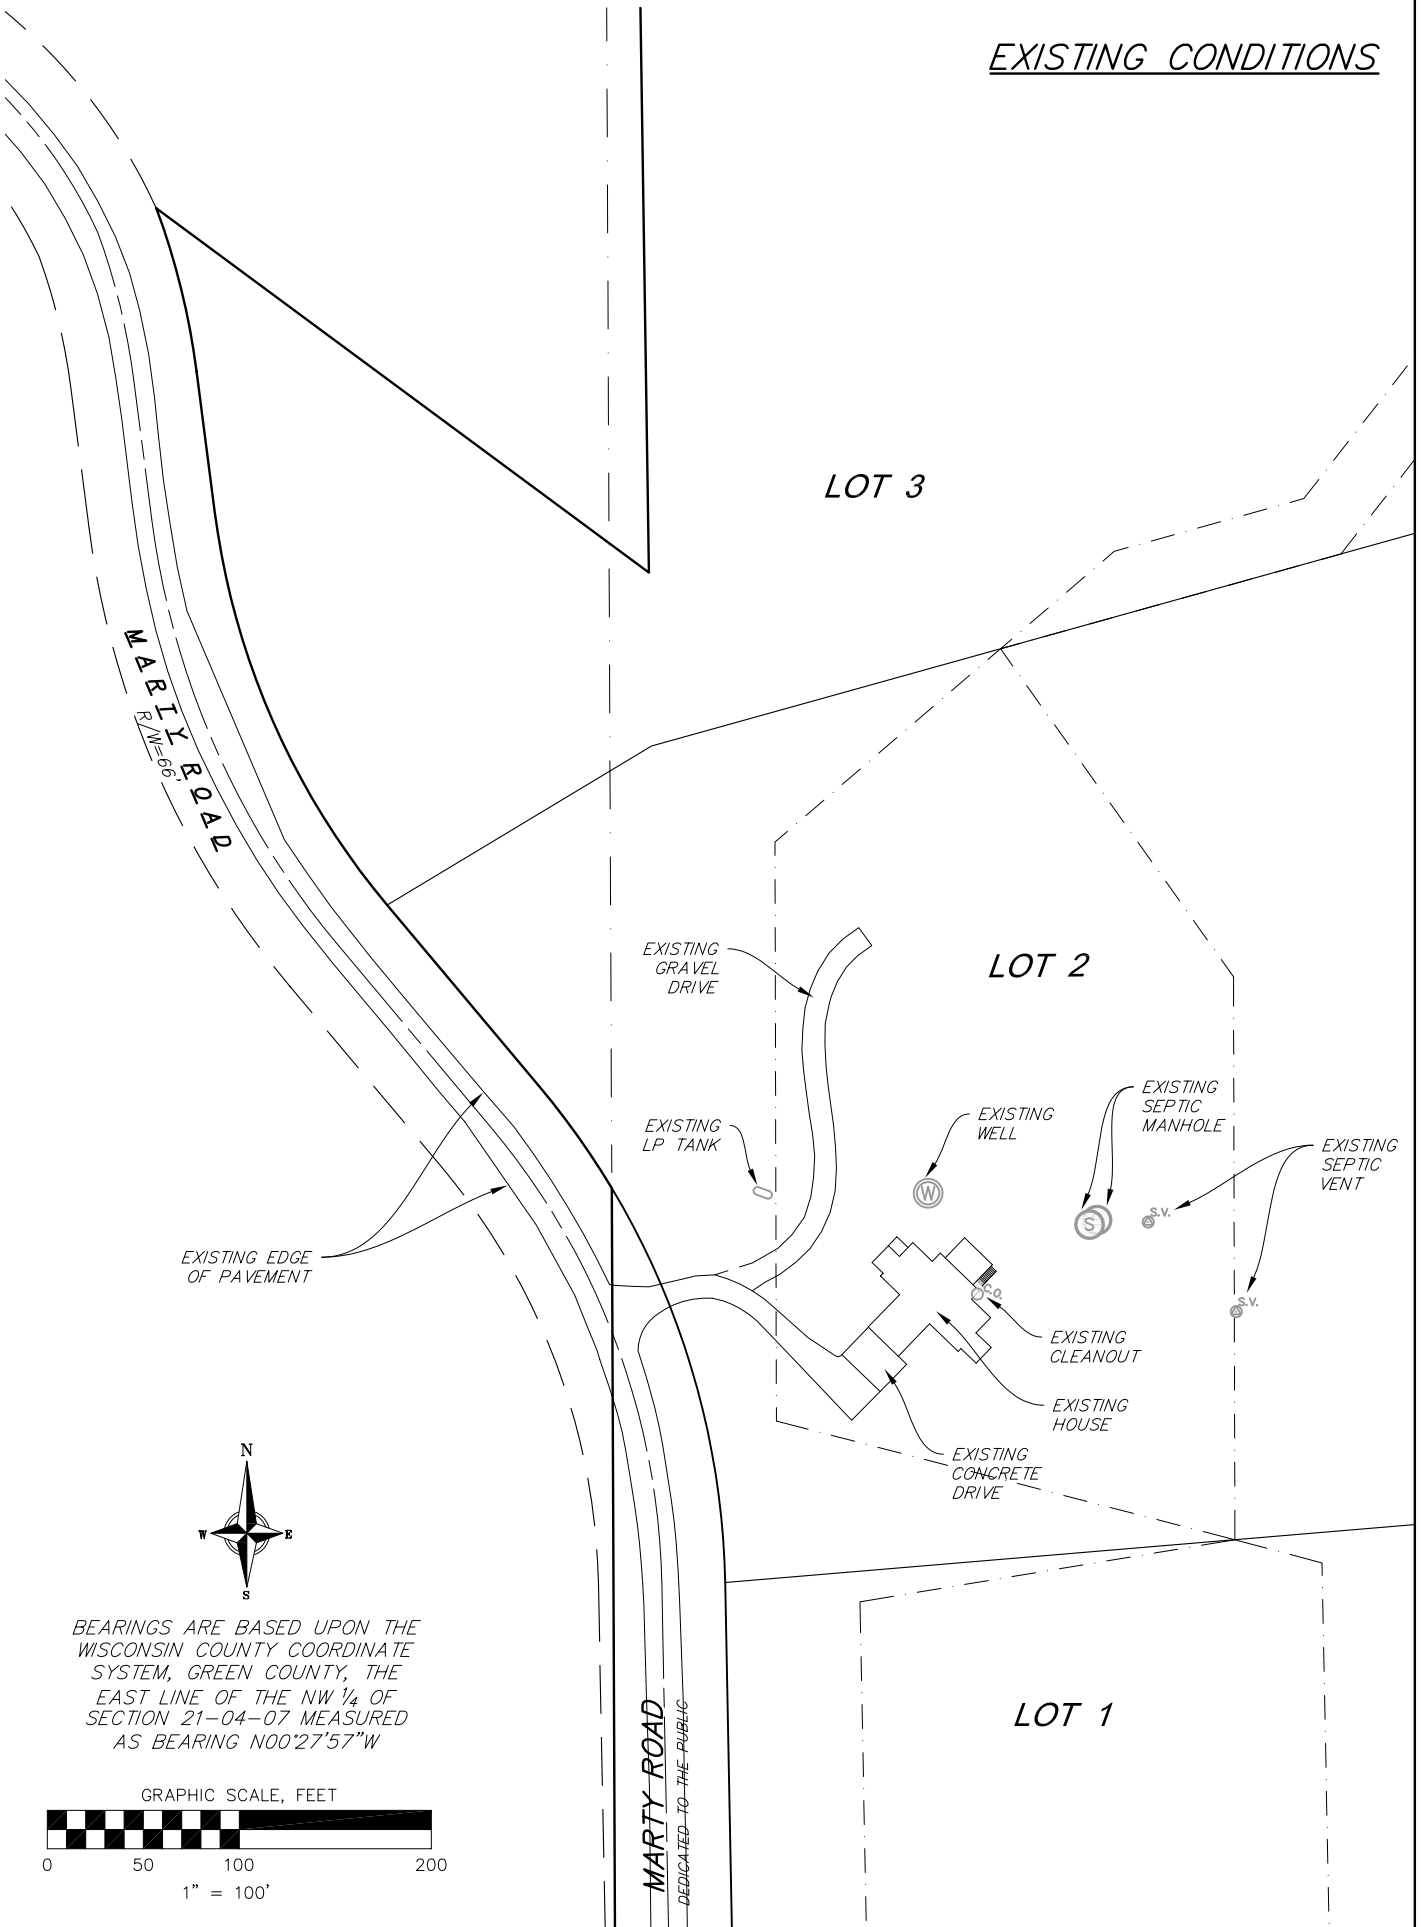 EXISTING CONDITIONS
LOT 3
MARTY ROAD
R/W=66'
EXISTING
GRAVEL
DRIVE
LOT 2
EXISTING
LP TANK
EXISTING
WELL
W
EXISTING
SEPTIC
MANHOLE
S
EXISTING
SEPTIC
VENT
S.V.
S.V.
C.O.
EXISTING EDGE
OF PAVEMENT
EXISTING
CLEANOUT
EXISTING
HOUSE
EXISTING
CONCRETE
DRIVE
N
W E
S
BEARINGS ARE BASED UPON THE
WISCONSIN COUNTY COORDINATE
SYSTEM, GREEN COUNTY, THE
EAST LINE OF THE NW ¼ OF
SECTION 21-04-07 MEASURED
AS BEARING N00°27'57"W
LOT 1
MARTY ROAD
DEDICATED TO THE PUBLIC
GRAPHIC SCALE, FEET
0 50 100 200
1" = 100'